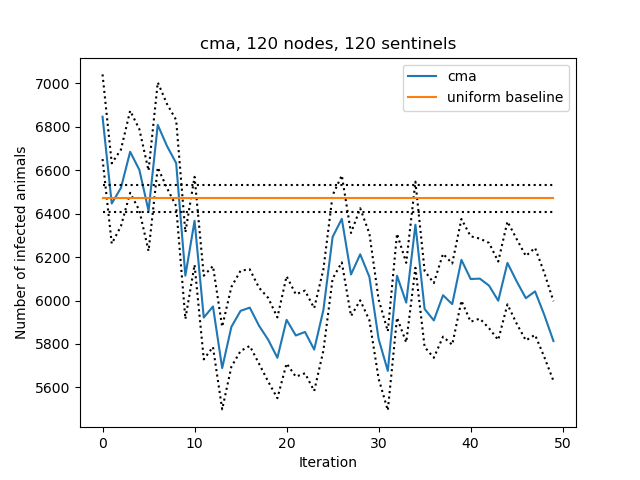 cma, 120 nodes, 120 sentinels
cma
uniform baseline
Number of infected animals
7000
6800
6600
6400
6200
6000
5800
5600
0 10 20 30 40 50
Iteration